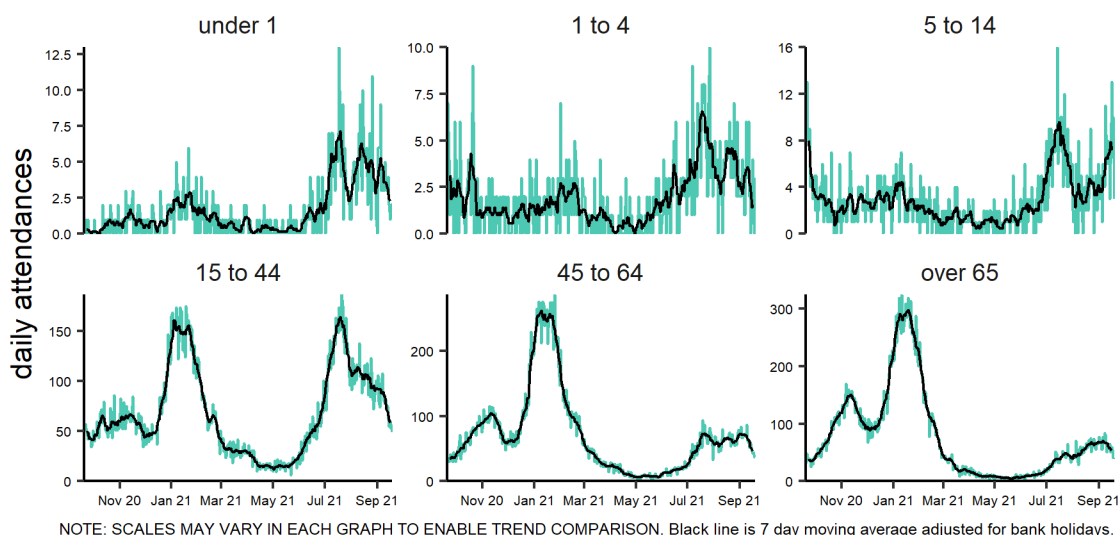 under 1
1 to 4
5 to 14
12.5
10.0
7.5
5.0
2.5
0.0
10.0
7.5
5.0
2.5
0.0
16
12
8
4
0
daily attendances
15 to 44
45 to 64
over 65
150
100
50
0
200
100
0
300
200
100
0
Nov 20 Jan 21 Mar 21 May 21 Jul 21 Sep 21
Nov 20 Jan 21 Mar 21 May 21 Jul 21 Sep 21
Nov 20 Jan 21 Mar 21 May 21 Jul 21 Sep 21
NOTE: SCALES MAY VARY IN EACH GRAPH TO ENABLE TREND COMPARISON. Black line is 7 day moving average adjusted for bank holidays.